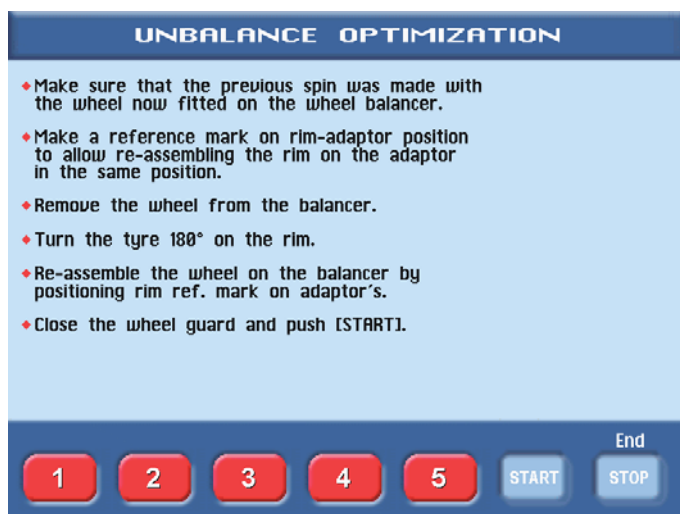 UNBALANCE OPTIMIZATION
Make sure that the previous spin was made with
the wheel now fitted on the wheel balancer.
Make a reference mark on rim-adaptor position
to allow re-assembling the rim on the adaptor
in the same position.
Remove the wheel from the balancer.
Turn the tyre 180° on the rim.
Re-assemble the wheel on the balancer by
positioning rim ref. mark on adaptor's.
Close the wheel guard and push [START].
End
1 2 3 4 5 START STOP